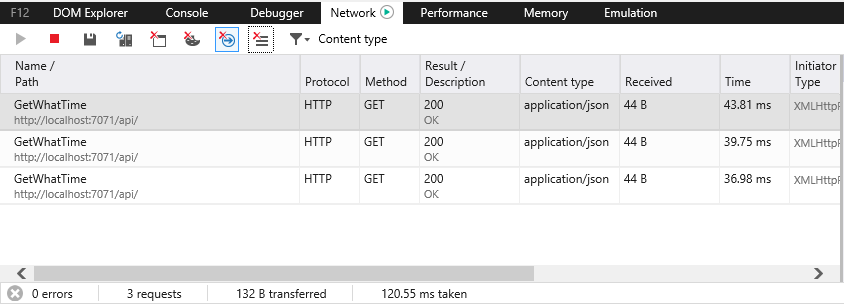 F12 DOM Explorer Console Debugger Network Performance Memory Emulation
Content type
Name / Path Protocol Method Result / Description Content type Received Time Initiator Type
GetWhatTime HTTP GET 200 application/json 44 B 43.81 ms XMLHttpR
http://localhost:7071/api/ OK
GetWhatTime HTTP GET 200 application/json 44 B 39.75 ms XMLHttpR
http://localhost:7071/api/ OK
GetWhatTime HTTP GET 200 application/json 44 B 36.98 ms XMLHttpR
http://localhost:7071/api/ OK
0 errors 3 requests 132 B transferred 120.55 ms taken